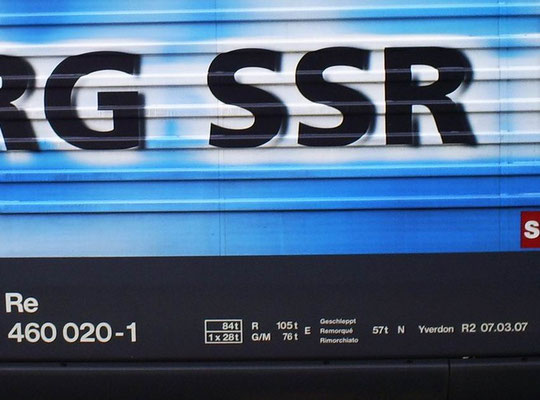 RG SSR
S
Re
460 020-1
84t R 105t E Geschleppt
1x28t G/M 76t Remorqué 57t N Yverdon R2 07.03.07
Rimorchiato